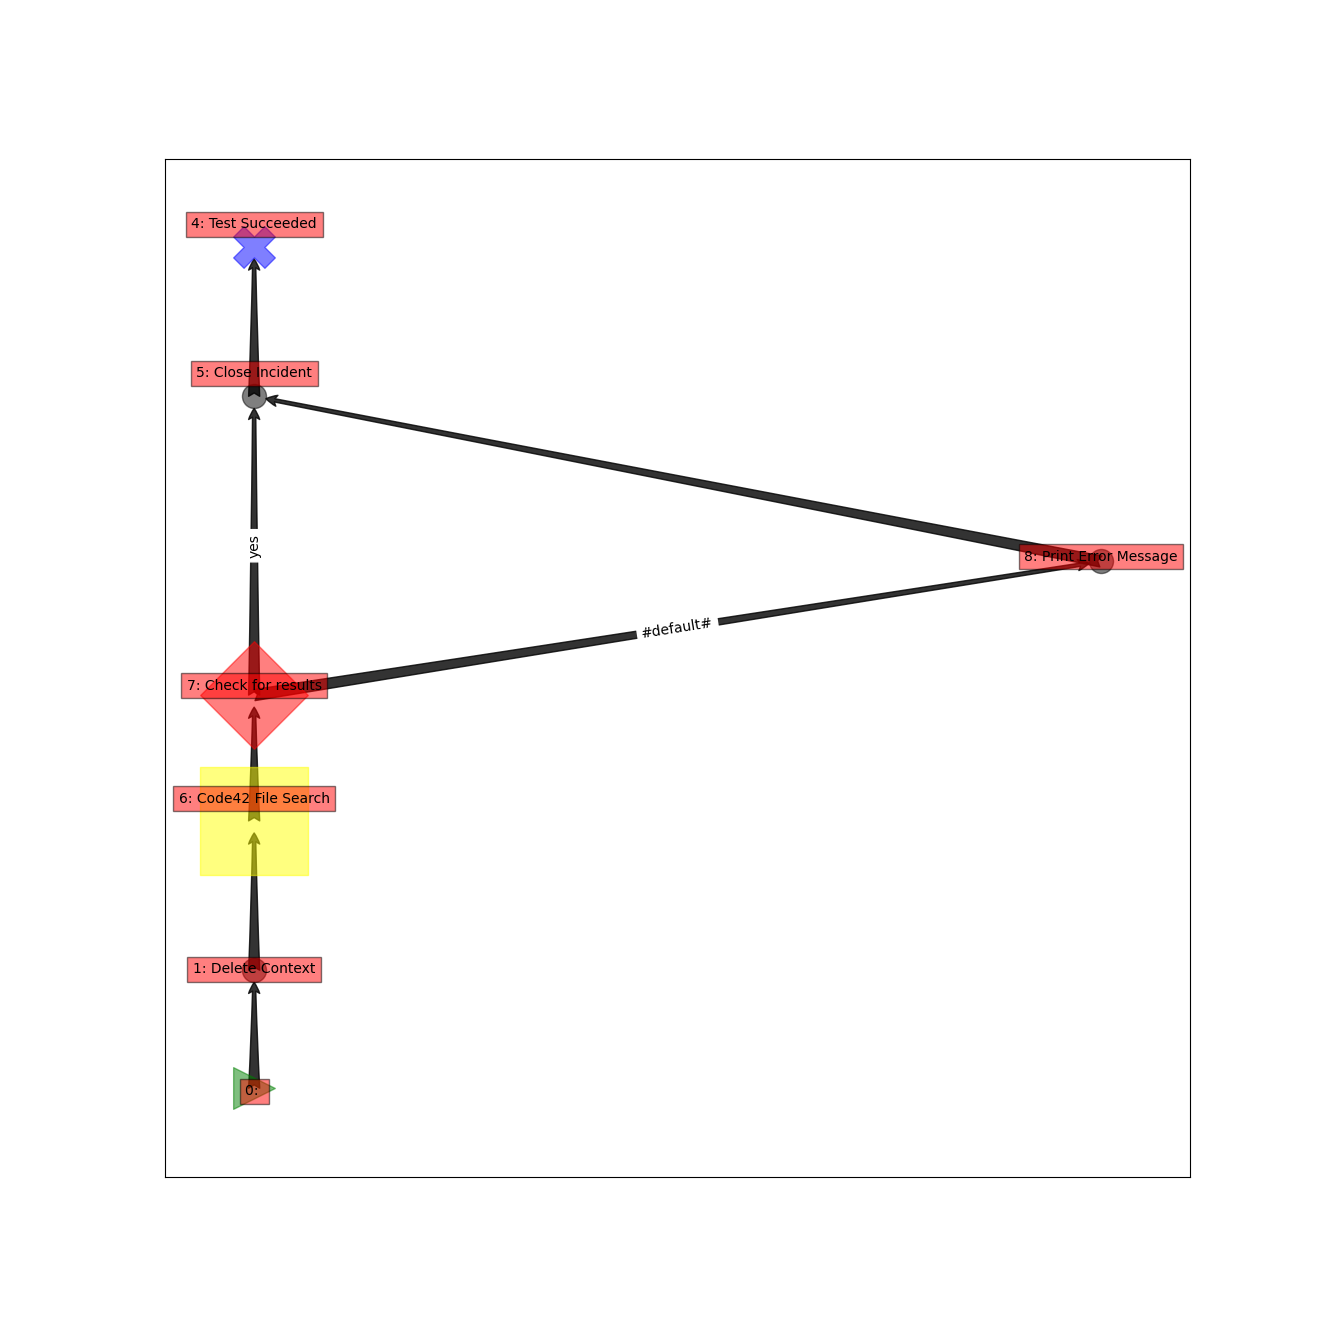 4: Test Succeeded
5: Close Incident
yes
8: Print Error Message
#default#
7: Check for results
6: Code42 File Search
1: Delete Context
0: